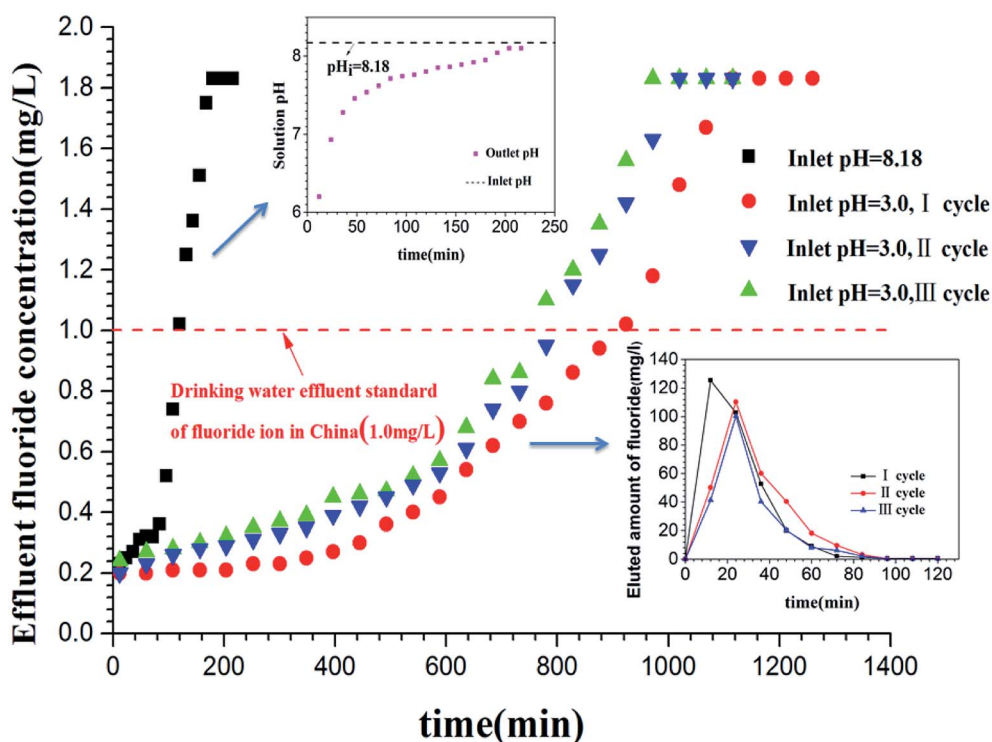 Effluent fluoride concentration(mg/L)
2.0
1.8
1.6
1.4
1.2
1.0
0.8
0.6
0.4
0.2
0.0
0
200
400
600
800
1000
1200
1400
time(min)
Solution pH
8
7
6
0
50
100
150
200
250
time(min)
pHi=8.18
Outlet pH
Inlet pH
Inlet pH=8.18
Inlet pH=3.0, Ⅰ cycle
Inlet pH=3.0, Ⅱ cycle
Inlet pH=3.0,Ⅲ cycle
Drinking water effluent standard
of fluoride ion in China(1.0mg/L)
Eluted amount of fluoride(mg/l)
140
120
100
80
60
40
20
0
0
20
40
60
80
100
120
time(min)
Ⅰ cycle
Ⅱ cycle
Ⅲ cycle